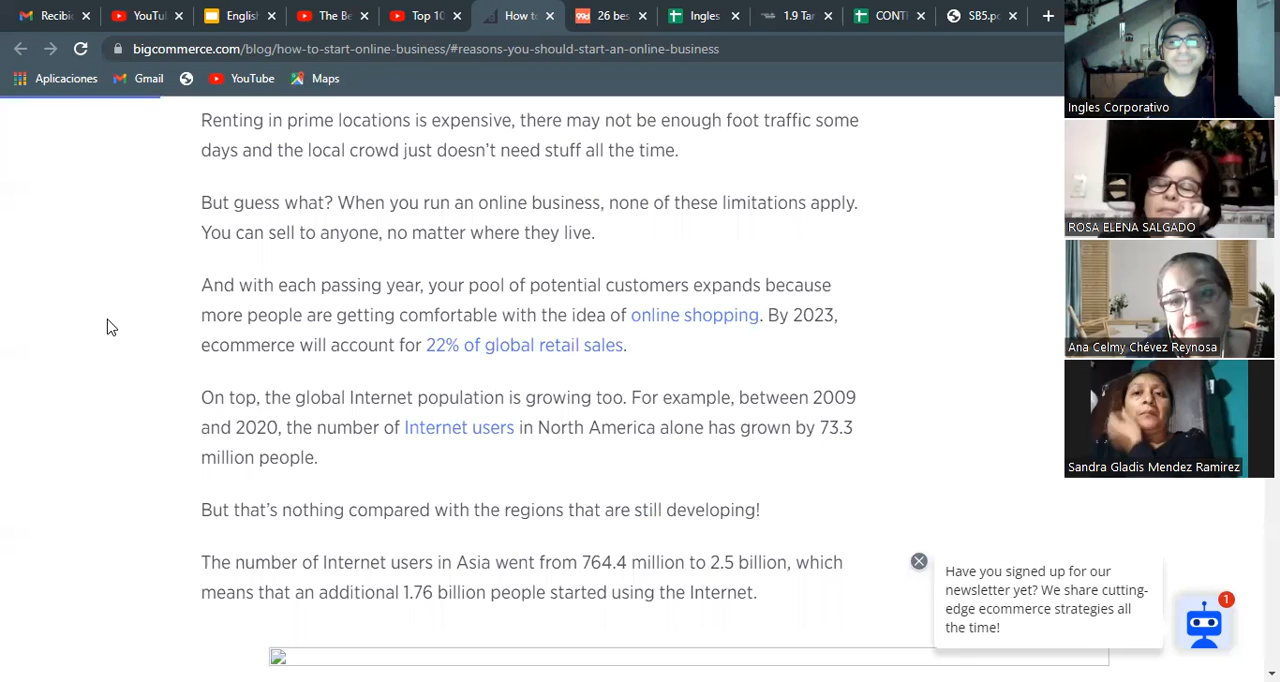 Recibi
YouTu
English
The Be
Top 10
How to
26 bes
Ingles
1.9 Tar
CONTH
SB5.pd
bigcommerce.com/blog/how-to-start-online-business/#reasons-you-should-start-an-online-business
Aplicaciones
Gmail
YouTube
Maps
Renting in prime locations is expensive, there may not be enough foot traffic some
days and the local crowd just doesn't need stuff all the time.
But guess what? When you run an online business, none of these limitations apply.
You can sell to anyone, no matter where they live.
And with each passing year, your pool of potential customers expands because
more people are getting comfortable with the idea of online shopping. By 2023,
ecommerce will account for 22% of global retail sales.
On top, the global Internet population is growing too. For example, between 2009
and 2020, the number of Internet users in North America alone has grown by 73.3
million people.
But that's nothing compared with the regions that are still developing!
The number of Internet users in Asia went from 764.4 million to 2.5 billion, which
means that an additional 1.76 billion people started using the Internet.
Have you signed up for our
newsletter yet? We share cutting-
edge ecommerce strategies all
the time!
1
Ingles Corporativo
ROSA ELENA SALGADO
Ana Celmy Chévez Reynosa
Sandra Gladis Mendez Ramirez